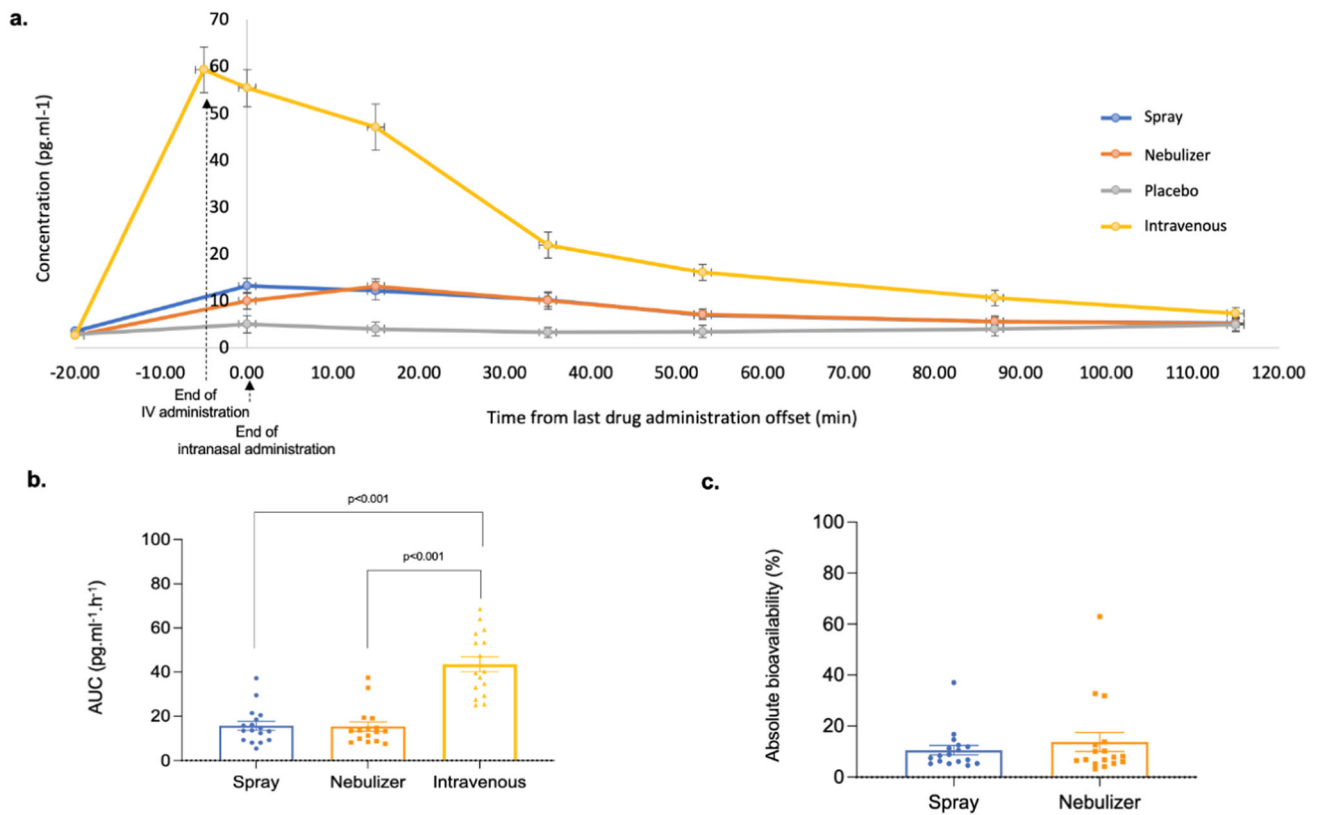 a.
70
60
50
40
30
20
10
0
Concentration (pg.ml-1)
Spray
Nebulizer
Placebo
Intravenous
-20.00 -10.00 0.00 10.00 20.00 30.00 40.00 50.00 60.00 70.00 80.00 90.00 100.00 110.00 120.00
End of
IV administration
End of
intranasal administration
Time from last drug administration offset (min)
b.
p<0.001
p<0.001
100
80
60
40
20
0
AUC (pg.ml⁻¹.h⁻¹)
Spray Nebulizer Intravenous
c.
100
80
60
40
20
0
Absolute bioavailability (%)
Spray Nebulizer